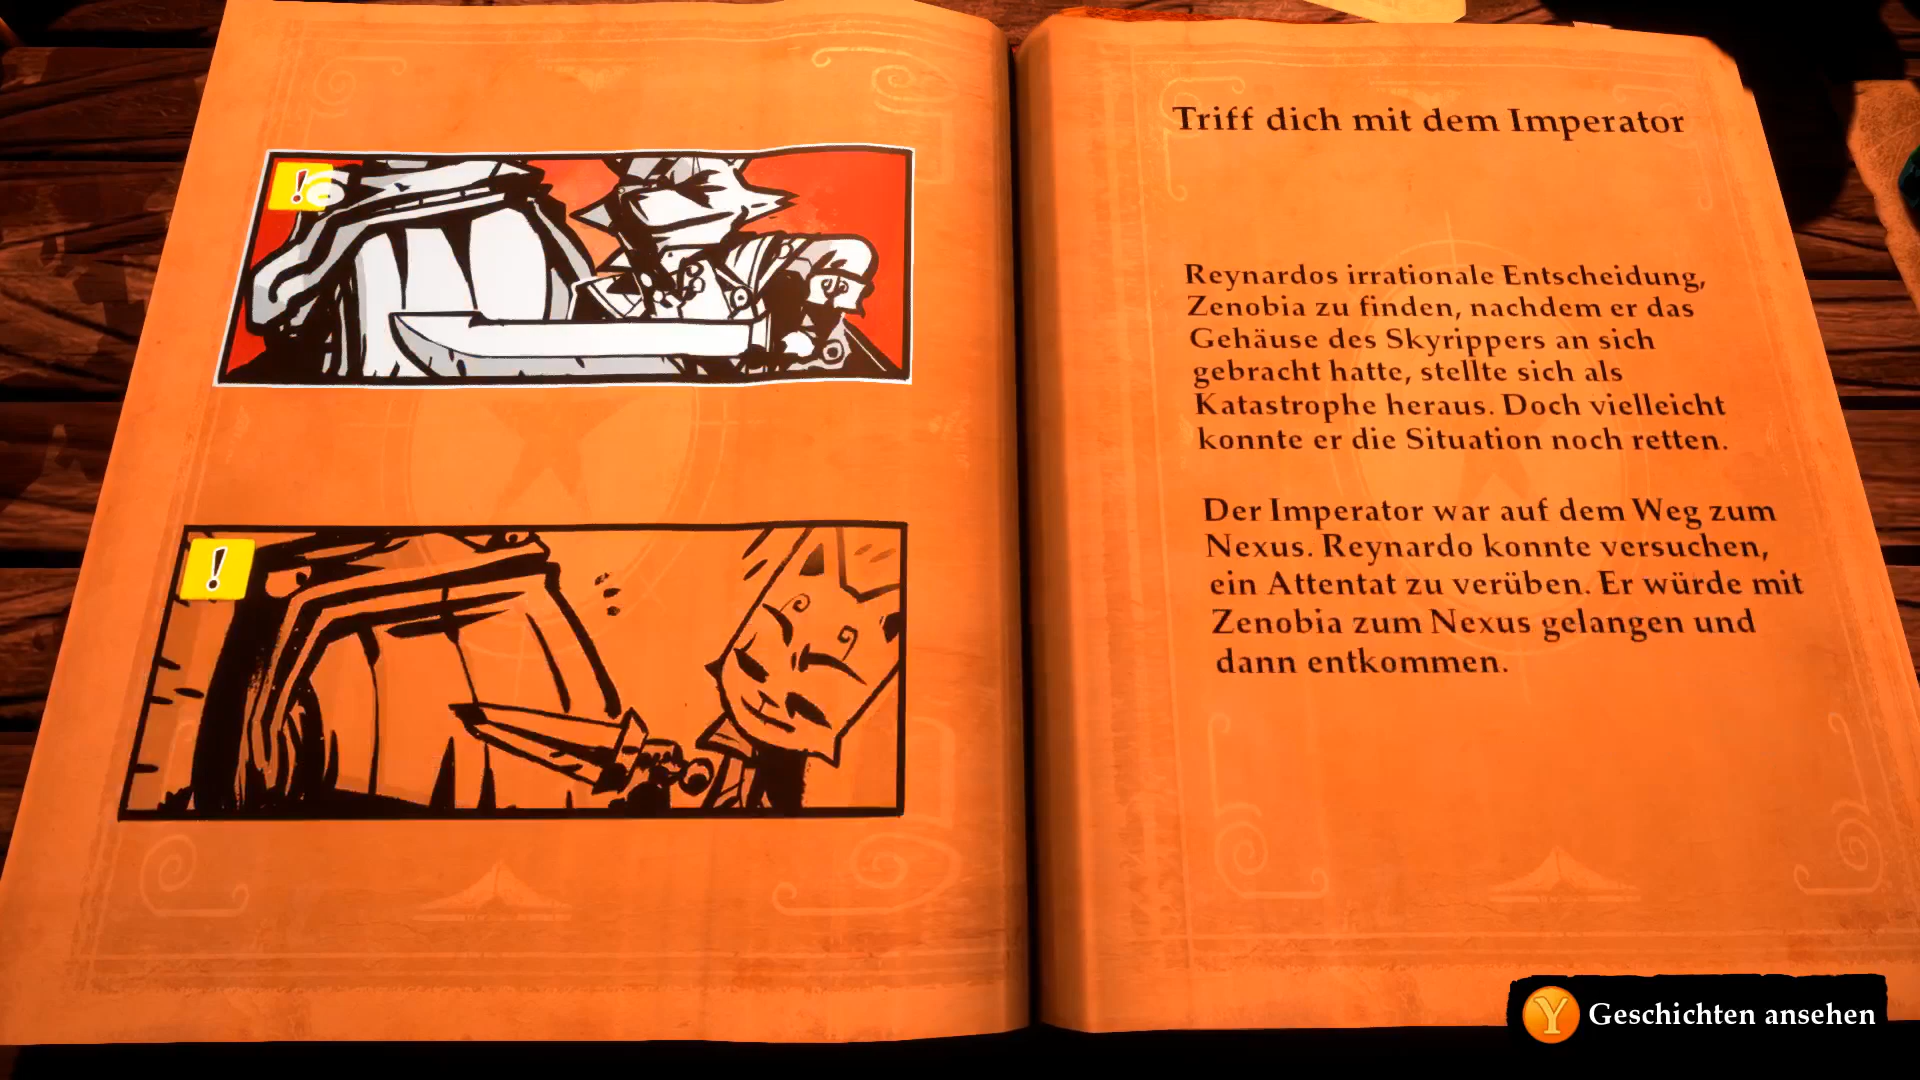 !
!
Triff dich mit dem Imperator
Reynardos irrationale Entscheidung,
Zenobia zu finden, nachdem er das
Gehäuse des Skyrippers an sich
gebracht hatte, stellte sich als
Katastrophe heraus. Doch vielleicht
konnte er die Situation noch retten.
Der Imperator war auf dem Weg zum
Nexus. Reynardo konnte versuchen,
ein Attentat zu verüben. Er würde mit
Zenobia zum Nexus gelangen und
dann entkommen.
Y Geschichten ansehen